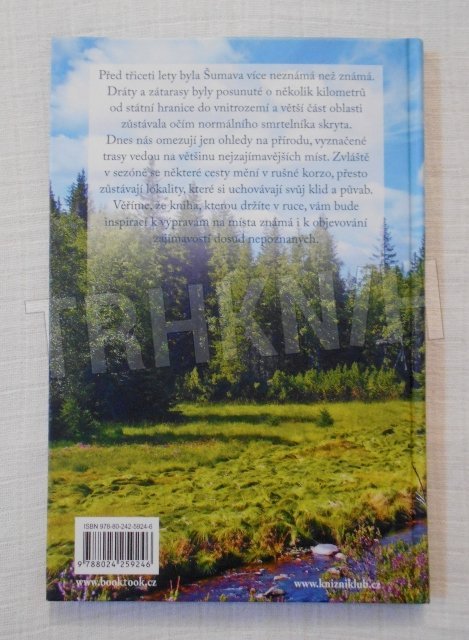 Před třiceti lety byla Šumava více neznámá než známá.
Dráty a zátarasy byly posunuté o několik kilometrů
od státní hranice do vnitrozemí a větší část oblasti
zůstávala očím normálního smrtelníka skryta.
Dnes nás omezují jen ohledy na přírodu, vyznačené
trasy vedou na většinu nejzajímavějších míst. Zvláště
v sezóně se některé cesty mění v rušné korzo, přesto
zůstávají lokality, které si uchovávají svůj klid a půvab.
Věříme, že kniha, kterou držíte v ruce, vám bude
inspirací k výpravám na místa známá i k objevování
zajímavostí dosud nepoznaných.
TRHKNIH
ISBN 978-80-242-5924-6
9 788024 259246
www.booktook.cz
www.knizniklub.cz